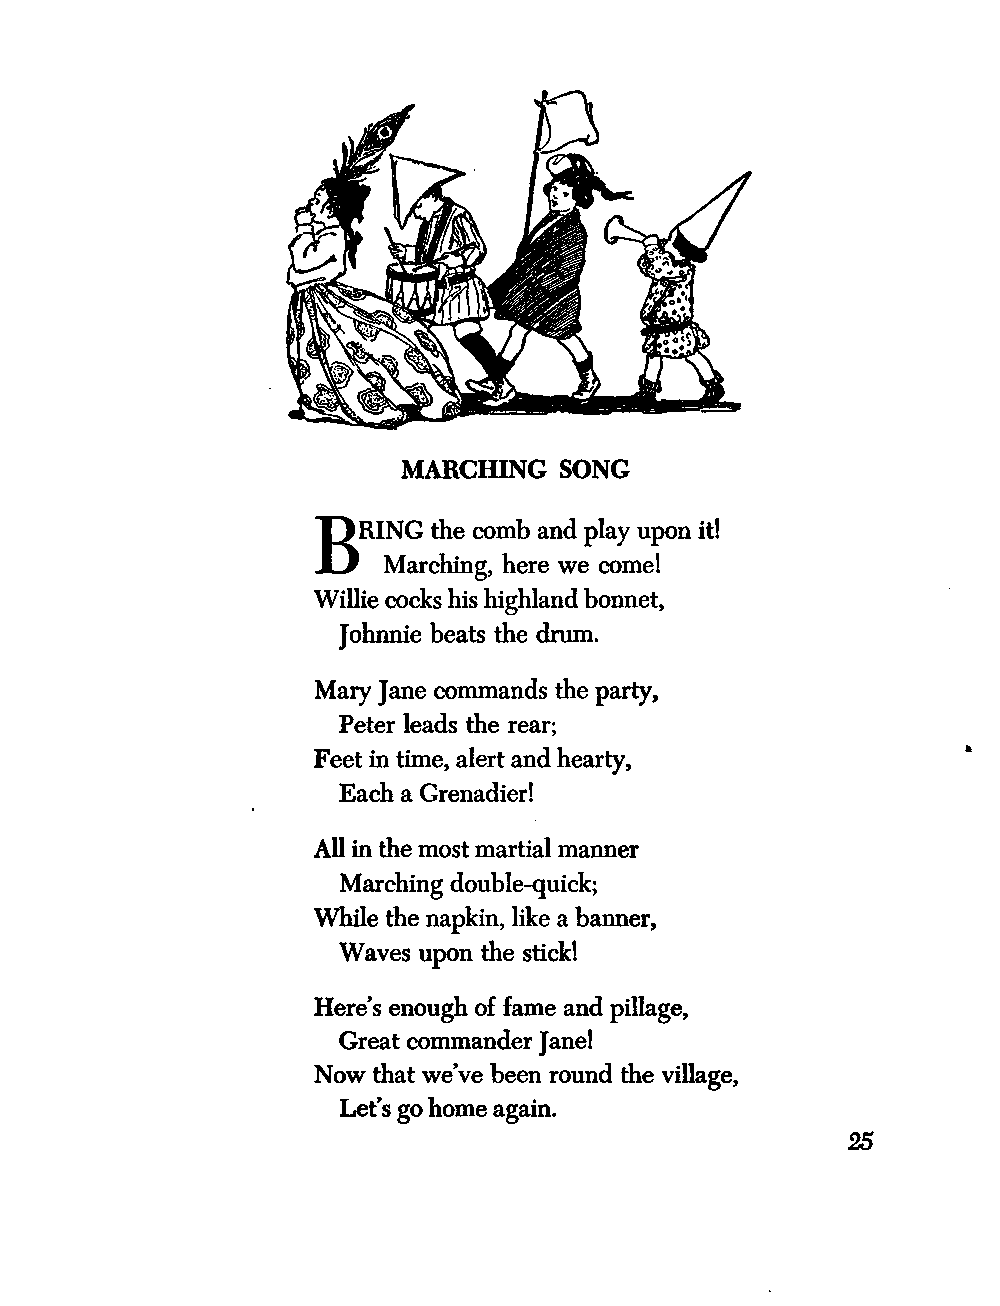 MARCHING SONG
BRING the comb and play upon it!
Marching, here we come!
Willie cocks his highland bonnet,
Johnnie beats the drum.
Mary Jane commands the party,
Peter leads the rear;
Feet in time, alert and hearty,
Each a Grenadier!
All in the most martial manner
Marching double-quick;
While the napkin, like a banner,
Waves upon the stick!
Here's enough of fame and pillage,
Great commander Jane!
Now that we've been round the village,
Let's go home again.
25